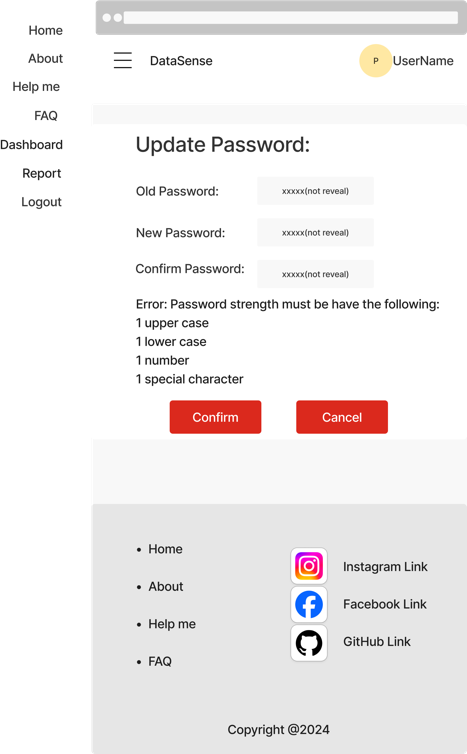 Home
About
Help me
FAQ
Dashboard
Report
Logout
DataSense
P
UserName
Update Password:
Old Password:
xxxxx(not reveal)
New Password:
xxxxx(not reveal)
Confirm Password:
xxxxx(not reveal)
Error: Password strength must be have the following:
1 upper case
1 lower case
1 number
1 special character
Confirm
Cancel
• Home
• About
• Help me
• FAQ
Instagram Link
Facebook Link
GitHub Link
Copyright @2024